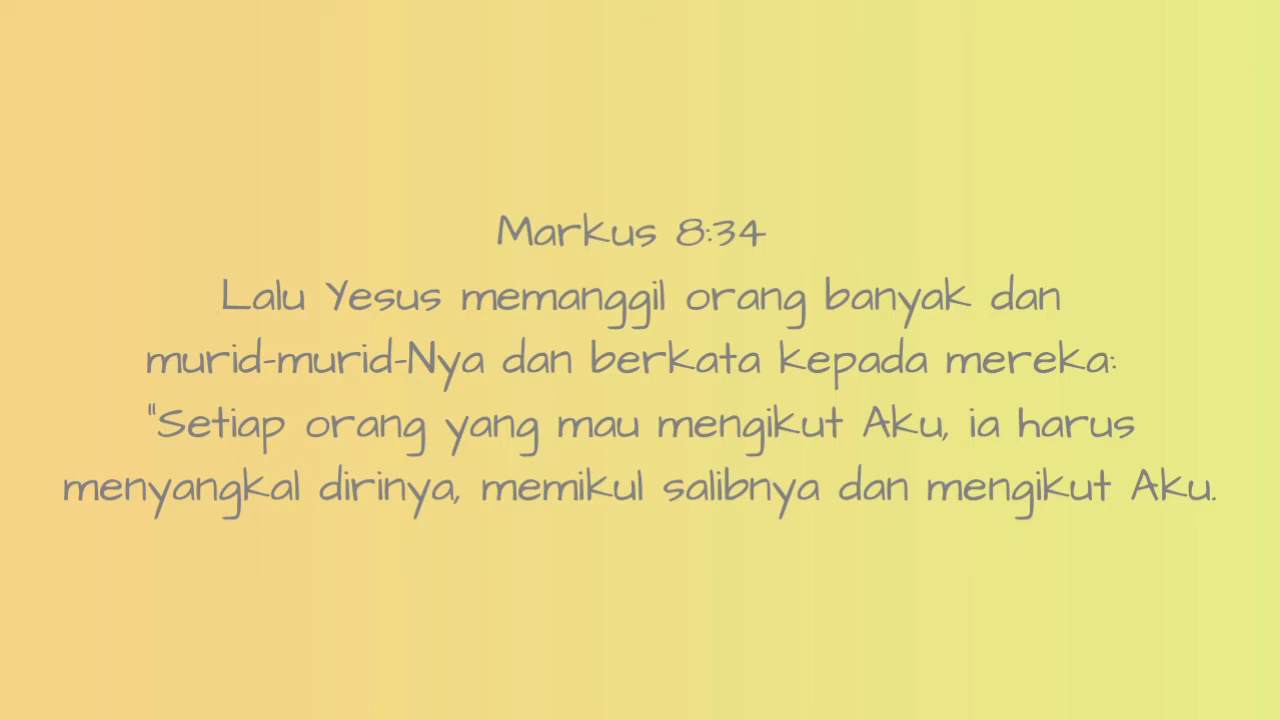 Markus 8:34
Lalu Yesus memanggil orang banyak dan
murid-murid-Nya dan berkata kepada mereka:
"Setiap orang yang mau mengikut Aku, ia harus
menyangkal dirinya, memikul salibnya dan mengikut Aku.